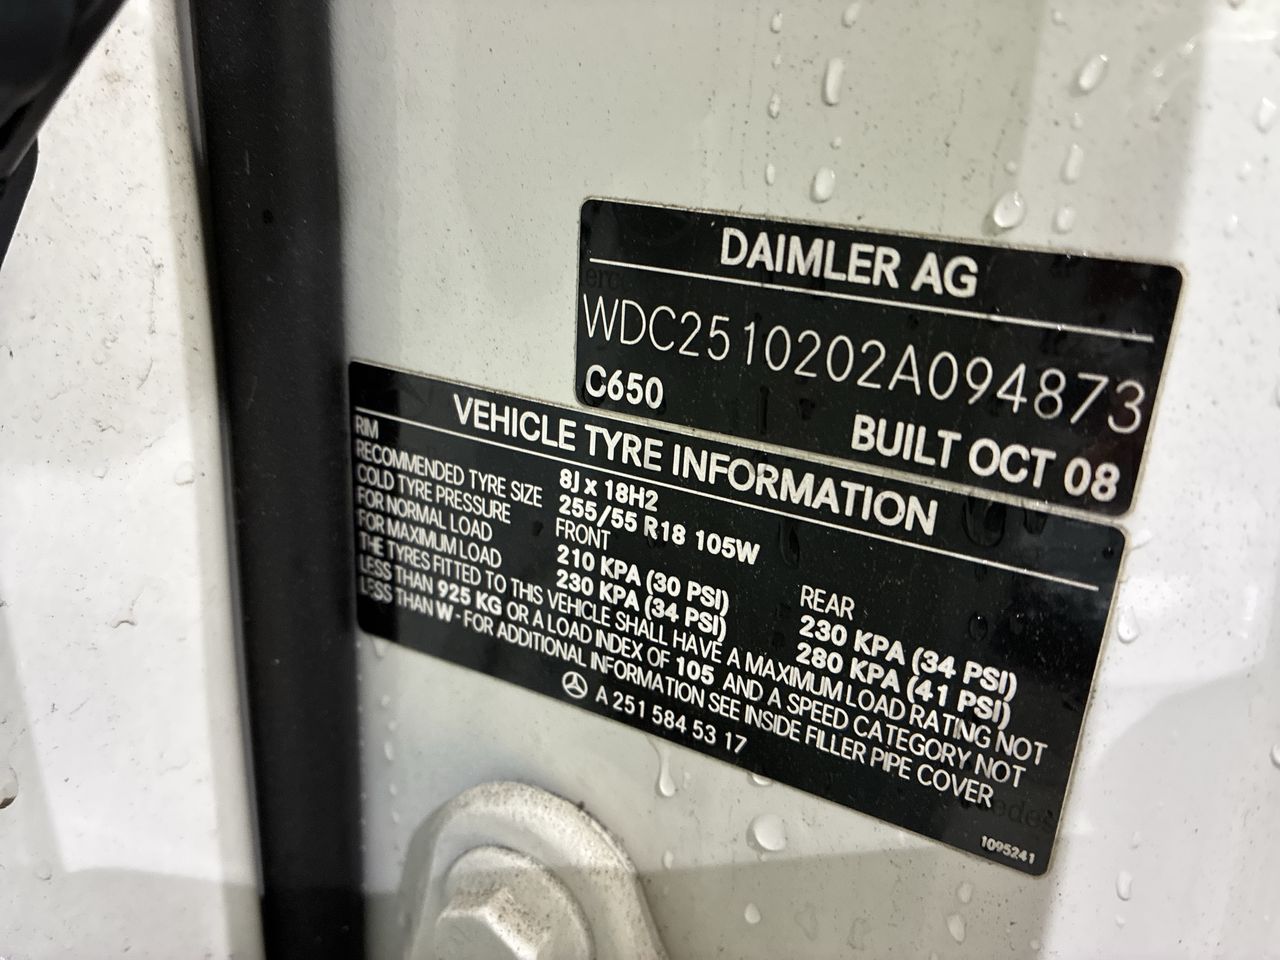 DAIMLER AG
WDC2510202A094873
C650
BUILT OCT 08
VEHICLE TYRE INFORMATION
RIM 8J x 18H2
RECOMMENDED TYRE SIZE 255/55 R18 105W
COLD TYRE PRESSURE FRONT REAR
FOR NORMAL LOAD 210 KPA (30 PSI) 230 KPA (34 PSI)
FOR MAXIMUM LOAD 230 KPA (34 PSI) 280 KPA (41 PSI)
THE TYRES FITTED TO THIS VEHICLE SHALL HAVE A MAXIMUM LOAD RATING NOT
LESS THAN 925 KG OR A LOAD INDEX OF 105 AND A SPEED CATEGORY NOT
LESS THAN W - FOR ADDITIONAL INFORMATION SEE INSIDE FILLER PIPE COVER
A 251 584 53 17
1095241